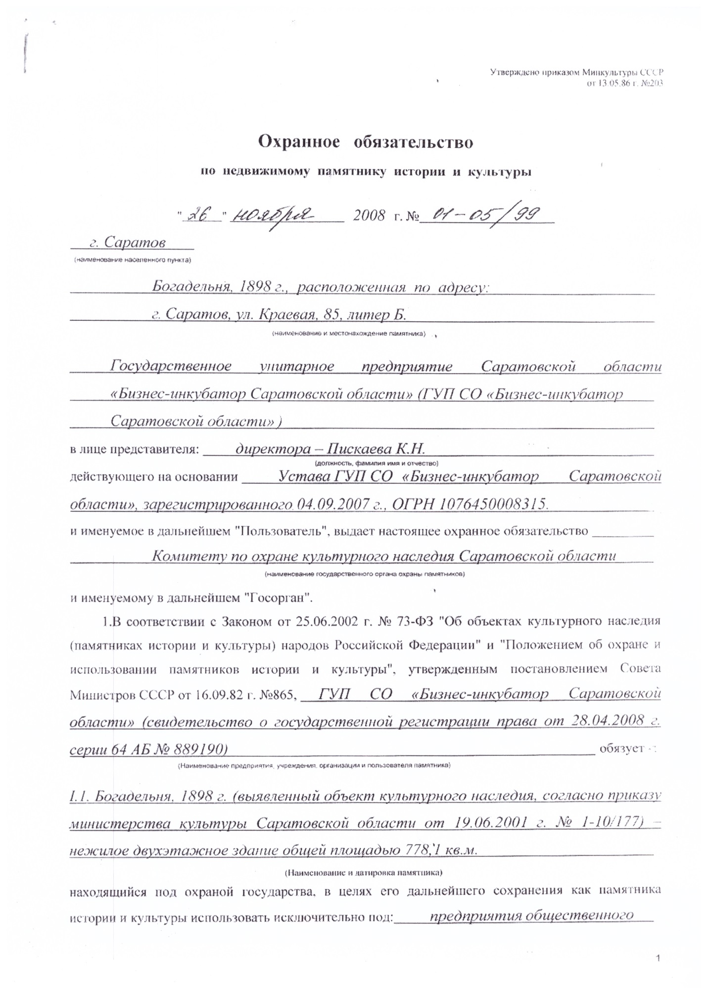 Утверждено приказом Минкультуры СССР
от 13.05.86 г. №203
Охранное обязательство
по недвижимому памятнику истории и культуры
" 26 " ноября 2008 г. № 01-05/99
г. Саратов
(наименование населенного пункта)
Богадельня, 1898 г., расположенная по адресу:
г. Саратов, ул. Краевая, 85, литер Б.
(наименование и местонахождение памятника)
Государственное унитарное предприятие Саратовской области
«Бизнес-инкубатор Саратовской области» (ГУП СО «Бизнес-инкубатор
Саратовской области» )
в лице представителя: директора – Пискаева К.Н.
(должность, фамилия имя и отчество)
действующего на основании Устава ГУП СО «Бизнес-инкубатор Саратовской
области», зарегистрированного 04.09.2007 г., ОГРН 1076450008315.
и именуемое в дальнейшем "Пользователь", выдает настоящее охранное обязательство
Комитету по охране культурного наследия Саратовской области
(наименование государственного органа охраны памятников)
и именуемому в дальнейшем "Госорган".
1.В соответствии с Законом от 25.06.2002 г. № 73-ФЗ "Об объектах культурного наследия
(памятниках истории и культуры) народов Российской Федерации" и "Положением об охране и
использовании памятников истории и культуры", утвержденным постановлением Совета
Министров СССР от 16.09.82 г. №865, ГУП СО «Бизнес-инкубатор Саратовской
области» (свидетельство о государственной регистрации права от 28.04.2008 г.
серии 64 АБ № 889190) обязует -:
(Наименование предприятия, учреждения, организации и пользователя памятника)
1.1. Богадельня, 1898 г. (выявленный объект культурного наследия, согласно приказу
министерства культуры Саратовской области от 19.06.2001 г. № 1-10/177) –
нежилое двухэтажное здание общей площадью 778,1 кв.м.
(Наименование и датировка памятника)
находящийся под охраной государства, в целях его дальнейшего сохранения как памятника
истории и культуры использовать исключительно под: предприятия общественного
1